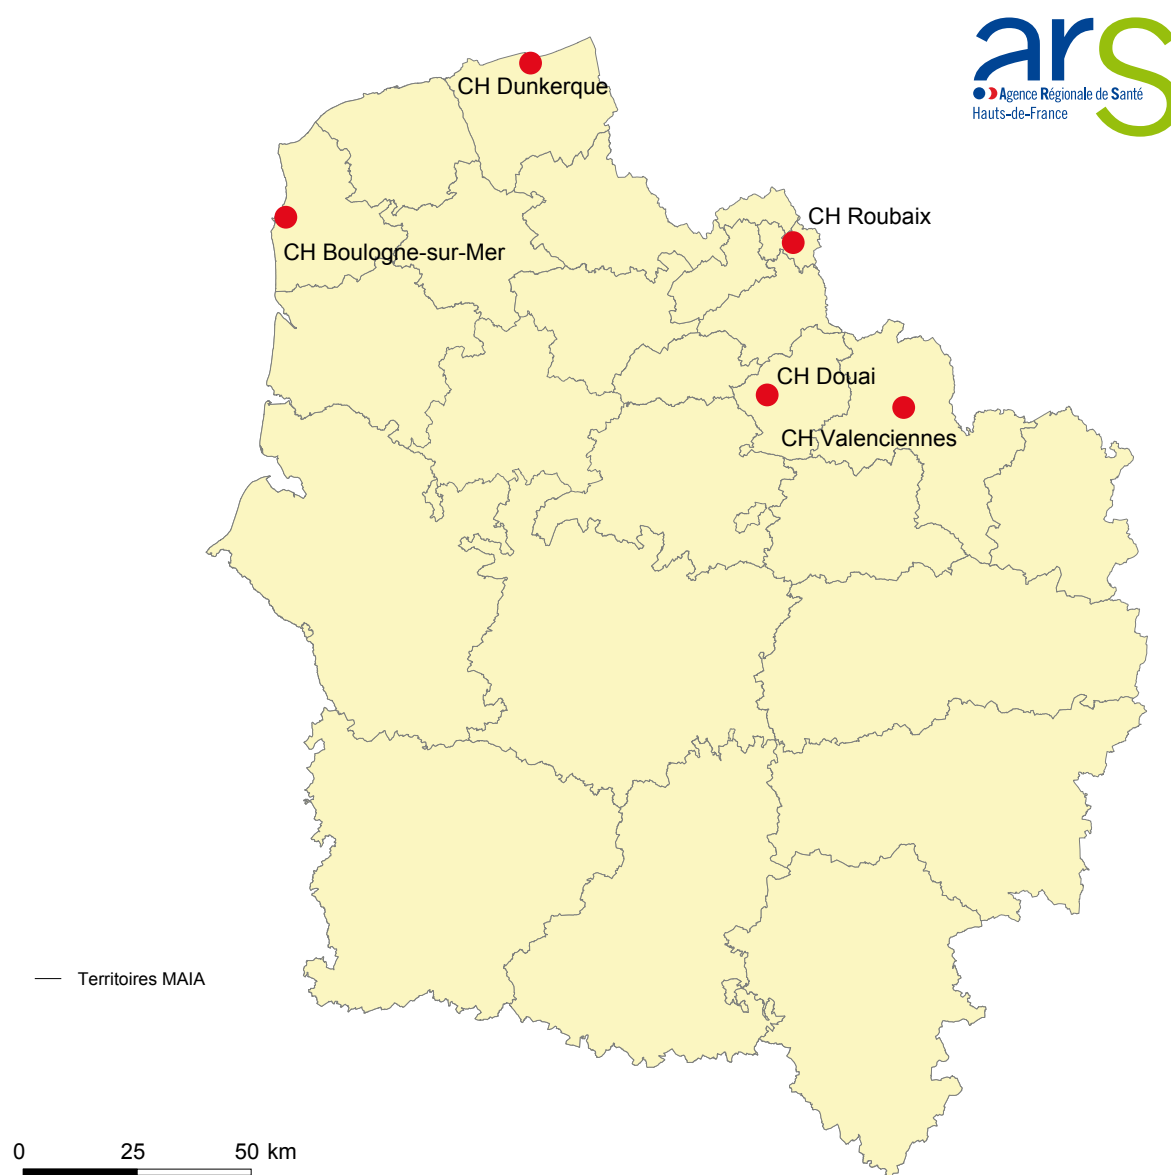 ars
Agence Régionale de Santé
Hauts-de-France
CH Dunkerque
CH Roubaix
CH Boulogne-sur-Mer
CH Douai
CH Valenciennes
Territoires MAIA
0 25 50 km